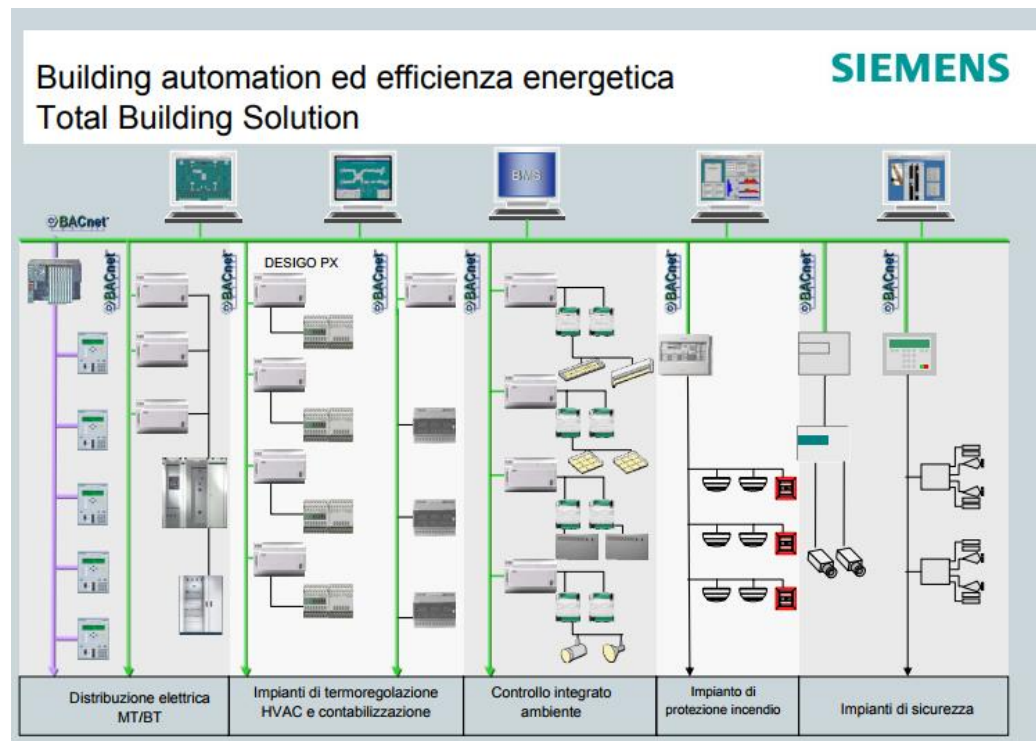 Building automation ed efficienza energetica
Total Building Solution
SIEMENS
BMS
BACnet
BACnet
BACnet
DESIGO PX
BACnet
BACnet
BACnet
BACnet
BACnet
Distribuzione elettrica
MT/BT
Impianti di termoregolazione
HVAC e contabilizzazione
Controllo integrato
ambiente
Impianto di
protezione incendio
Impianti di sicurezza